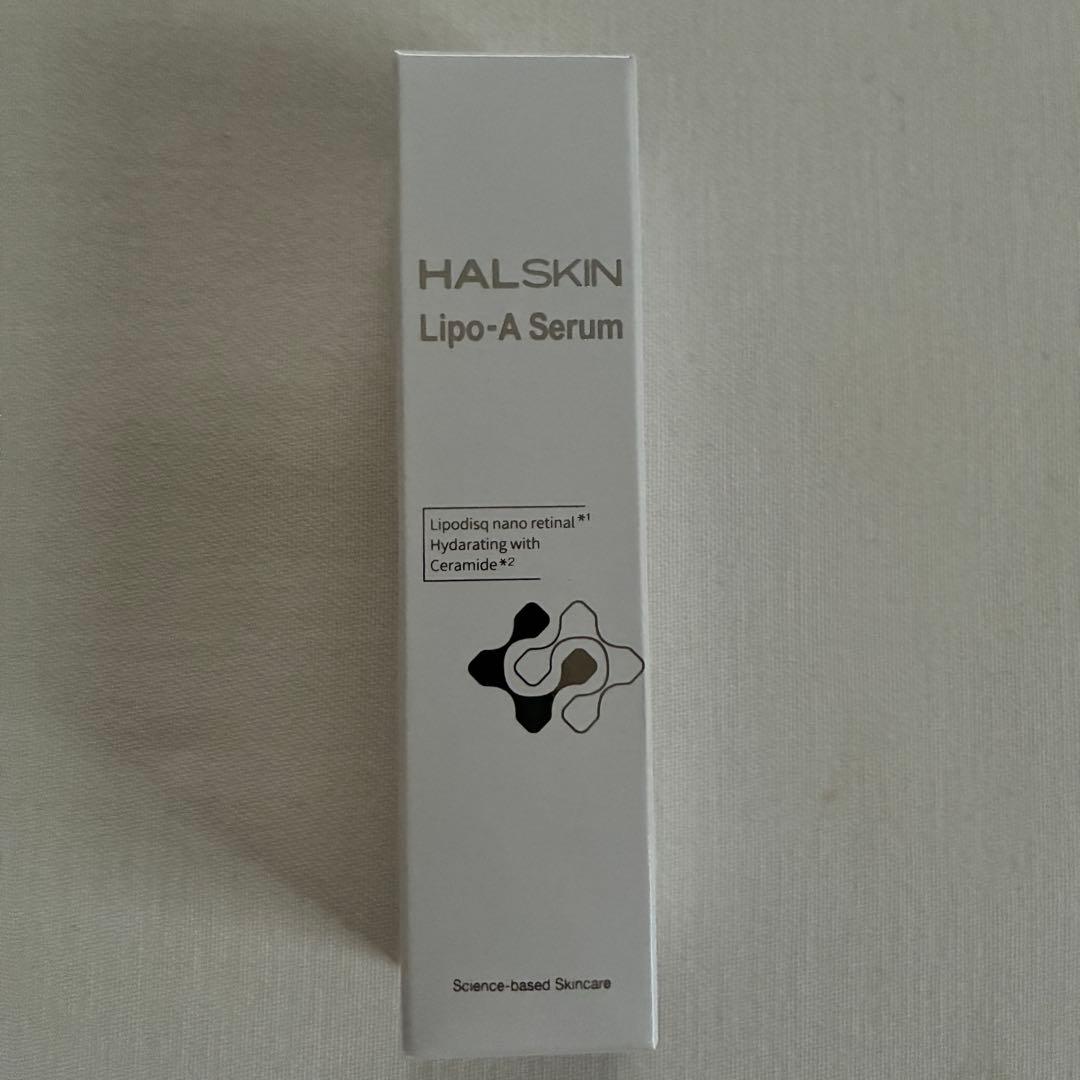 HALSKIN
Lipo-A Serum
Lipodisq nano retinal*1
Hydarating with
Ceramide*2
Science-based Skincare